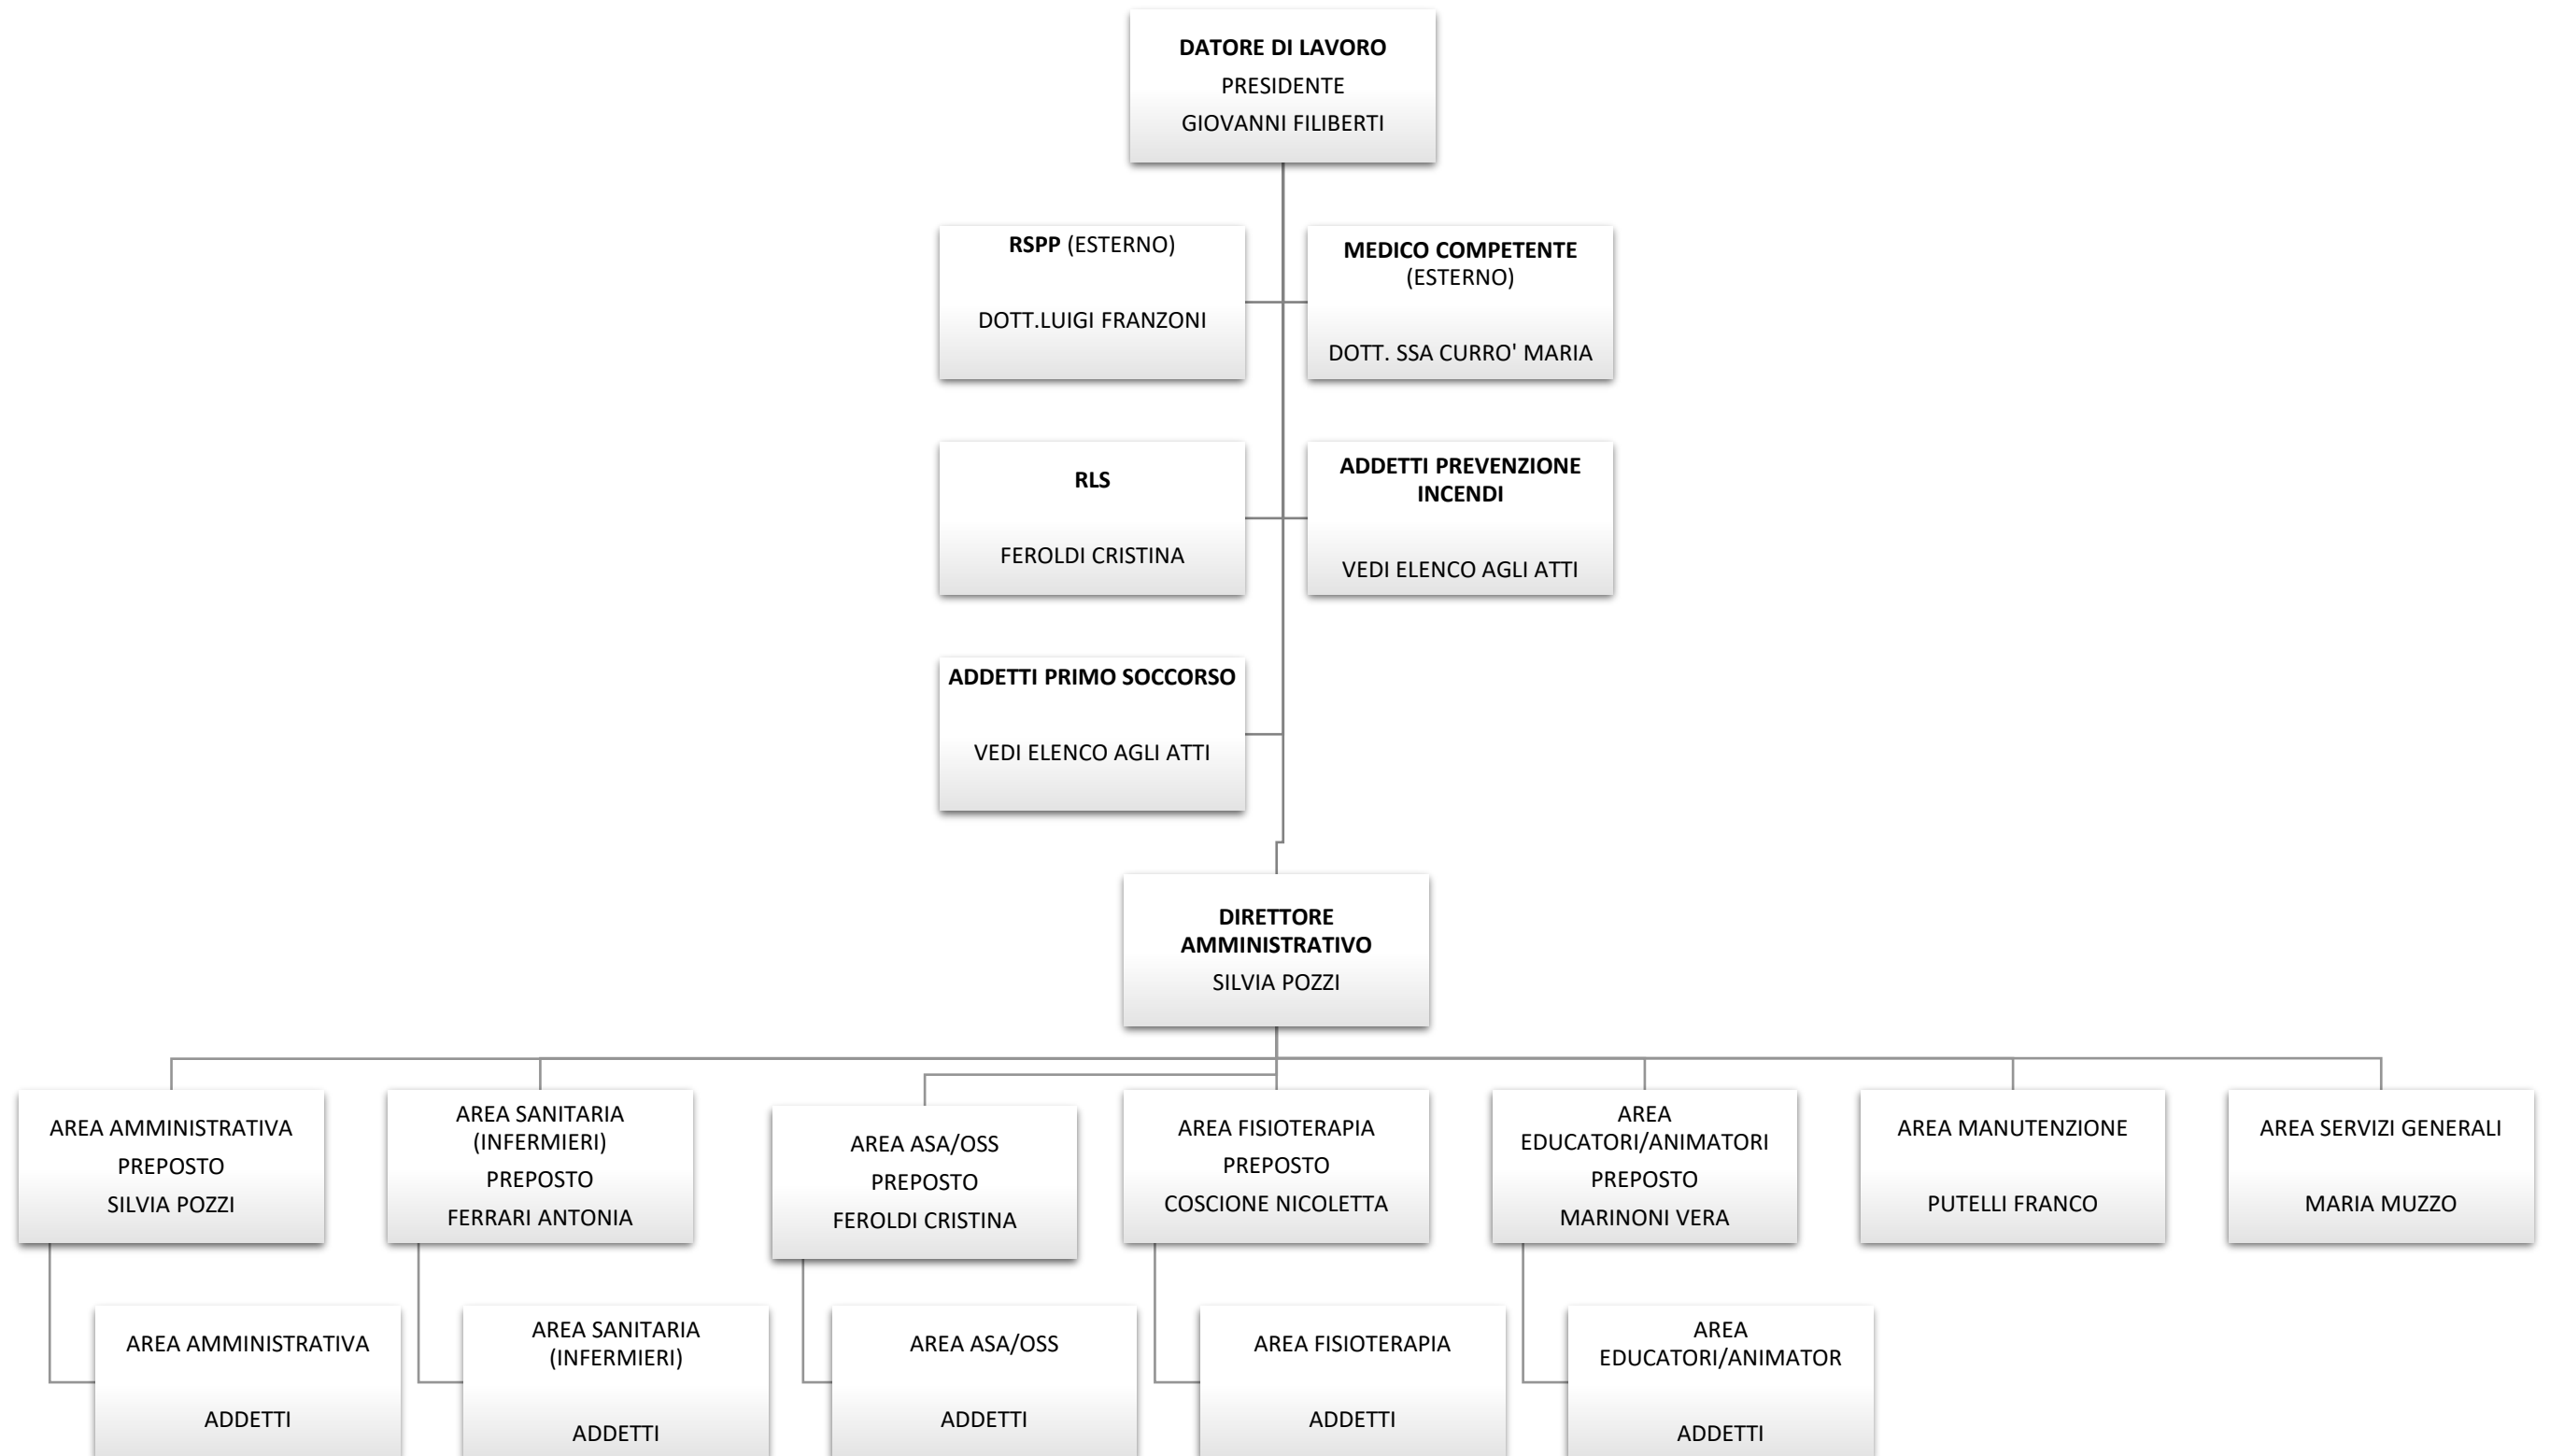 DATORE DI LAVORO
PRESIDENTE
GIOVANNI FILIBERTI
RSPP (ESTERNO)
DOTT.LUIGI FRANZONI
MEDICO COMPETENTE
(ESTERNO)
DOTT. SSA CURRO' MARIA
RLS
FEROLDI CRISTINA
ADDETTI PREVENZIONE
INCENDI
VEDI ELENCO AGLI ATTI
ADDETTI PRIMO SOCCORSO
VEDI ELENCO AGLI ATTI
DIRETTORE
AMMINISTRATIVO
SILVIA POZZI
AREA AMMINISTRATIVA
PREPOSTO
SILVIA POZZI
AREA SANITARIA
(INFERMIERI)
PREPOSTO
FERRARI ANTONIA
AREA ASA/OSS
PREPOSTO
FEROLDI CRISTINA
AREA FISIOTERAPIA
PREPOSTO
COSCIONE NICOLETTA
AREA
EDUCATORI/ANIMATORI
PREPOSTO
MARINONI VERA
AREA MANUTENZIONE
PUTELLI FRANCO
AREA SERVIZI GENERALI
MARIA MUZZO
AREA AMMINISTRATIVA
ADDETTI
AREA SANITARIA
(INFERMIERI)
ADDETTI
AREA ASA/OSS
ADDETTI
AREA FISIOTERAPIA
ADDETTI
AREA
EDUCATORI/ANIMATOR
ADDETTI